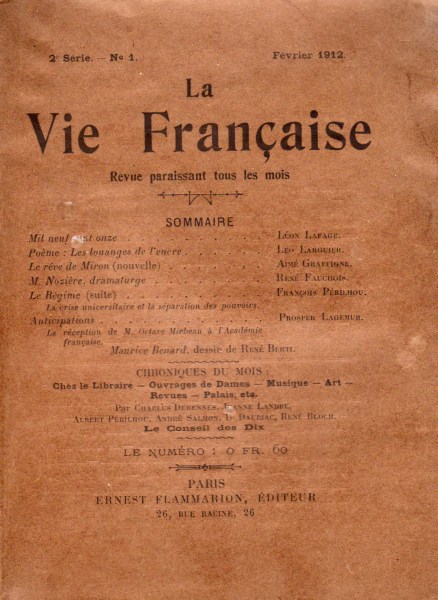 2e Série. — No 1. Février 1912.
La
Vie Française
Revue paraissant tous les mois
SOMMAIRE
Mil neuf cent onze . . . . . . . . . . LÉON LAFAGE.
Poème : Les louanges de l'encre . . . . . LÉO LARGUIER.
Le rêve de Miron (nouvelle) . . . . . . . AIMÉ GRAFFIGNE.
M. Nozière, dramaturge . . . . . . . . RENÉ FAUCHOIS.
Le Régime (suite) . . . . . . . . . . FRANÇOIS PÉRILHOU.
La crise universitaire et la séparation des pouvoirs.
Anticipations . . . . . . . . . . . PROSPER
La réception de M. Octave Mirbeau à l'Académie
française.
Maurice Renard, dessin de RENÉ
CHRONIQUES DU MOIS :
Chez le Libraire — Ouvrages de Dames — Musique — Art —
Revues — Palais, etc.
Par CHARLES DERENNES, JEANNE LANDRE,
ALBERT PÉRILHOU, ANDRÉ SALMON, Dr DAURIAC, RENÉ BLOCH.
Le Conseil des Dix
LE NUMÉRO : 0 FR. 60
PARIS
ERNEST FLAMMARION, ÉDITEUR
26, RUE RACINE, 26